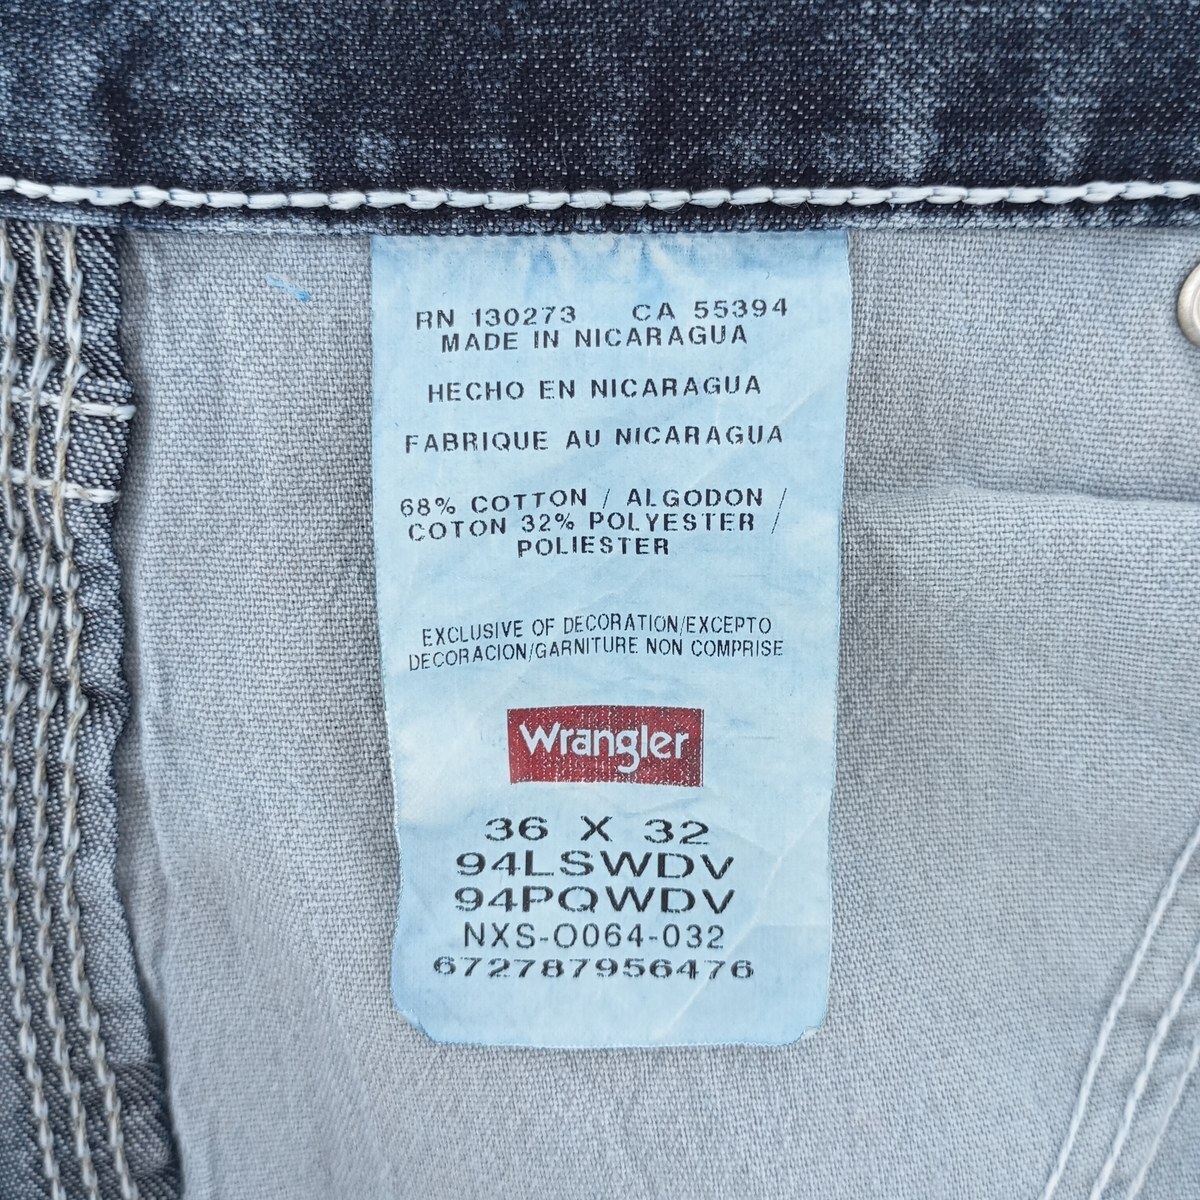 RN 130273 CA 55394
MADE IN NICARAGUA
HECHO EN NICARAGUA
FABRIQUE AU NICARAGUA
68% COTTON / ALGODON /
COTON 32% POLYESTER /
POLIESTER
EXCLUSIVE OF DECORATION/EXCEPTO
DECORACION/GARNITURE NON COMPRISE
Wrangler
36 X 32
94LSWDV
94PQWDV
NXS-O064-032
672787956476